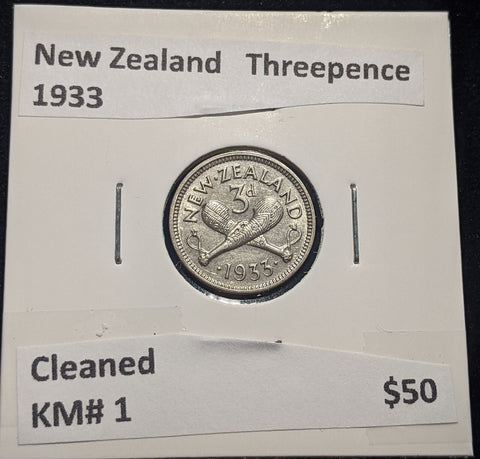 New Zealand Threepence
1933
NEW·ZEALAND
3d
·1933·
Cleaned
KM# 1 $50